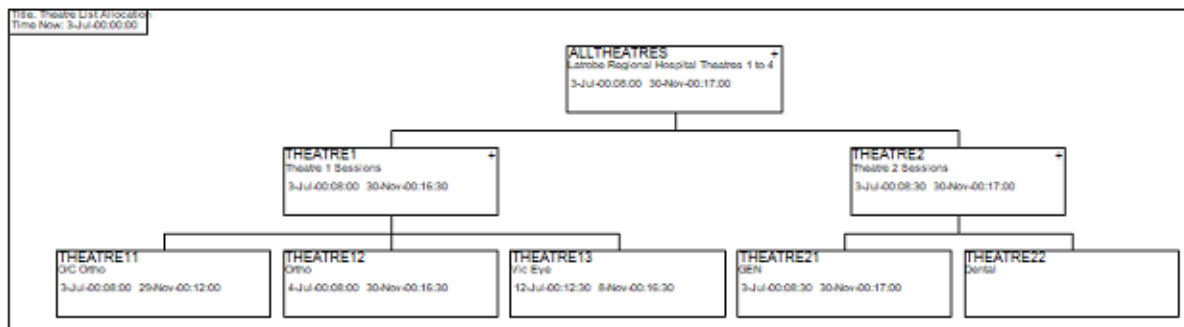 Title: Theatre List Allocation
Time Now: 3-Jul-00:00:00
ALLTHEATRES +
Latrobe Regional Hospital Theatres 1 to 4
3-Jul-00:08:00 30-Nov-00:17:00
THEATRE1 +
Theatre 1 Sessions
3-Jul-00:08:00 30-Nov-00:16:30
THEATRE2 +
Theatre 2 Sessions
3-Jul-00:08:30 30-Nov-00:17:00
THEATRE11
O/C Ortho
3-Jul-00:08:00 29-Nov-00:12:00
THEATRE12
Ortho
4-Jul-00:08:00 30-Nov-00:16:30
THEATRE13
Vic Eye
12-Jul-00:12:30 8-Nov-00:16:30
THEATRE21
GEN
3-Jul-00:08:30 30-Nov-00:17:00
THEATRE22
Dental